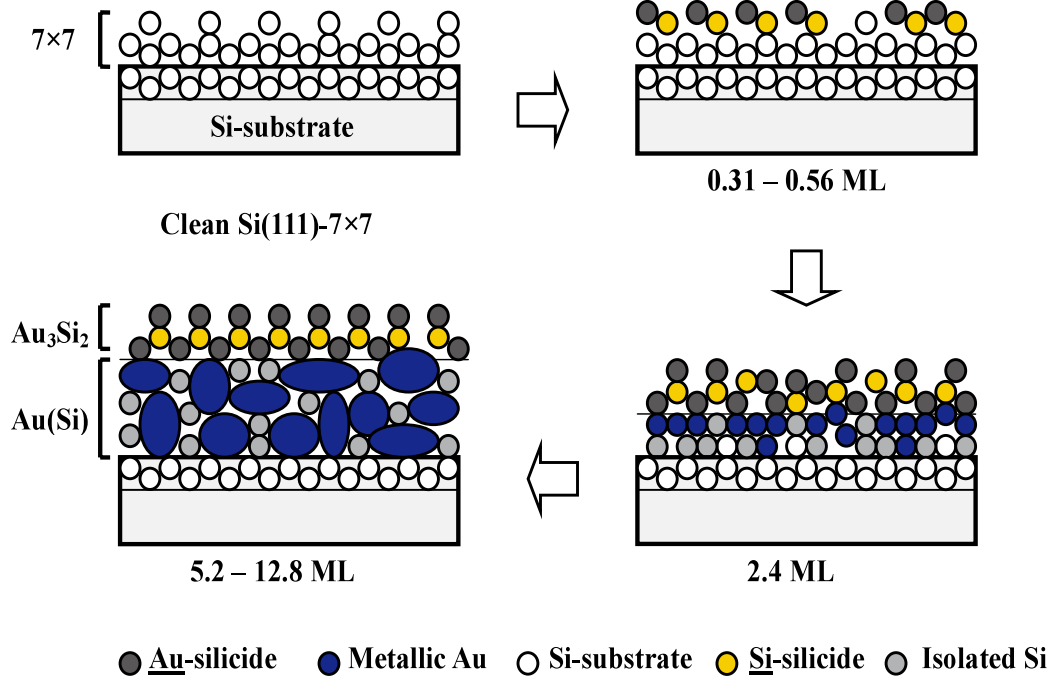 7×7
Si-substrate
Clean Si(111)-7×7
0.31 – 0.56 ML
Au₃Si₂
Au(Si)
5.2 – 12.8 ML
2.4 ML
Au-silicide
Metallic Au
Si-substrate
Si-silicide
Isolated Si